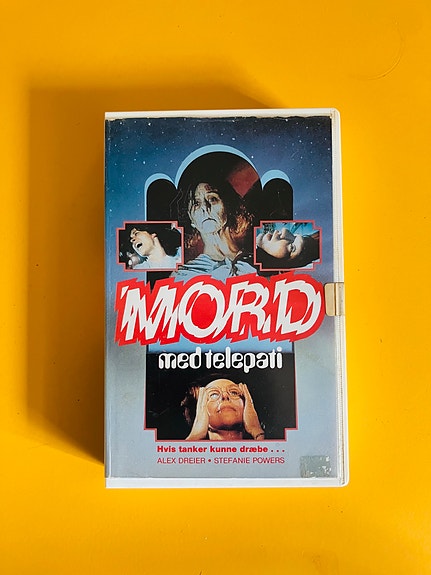 MORD
med telepati
Hvis tanker kunne dræbe . . .
ALEX DREIER • STEFANIE POWERS